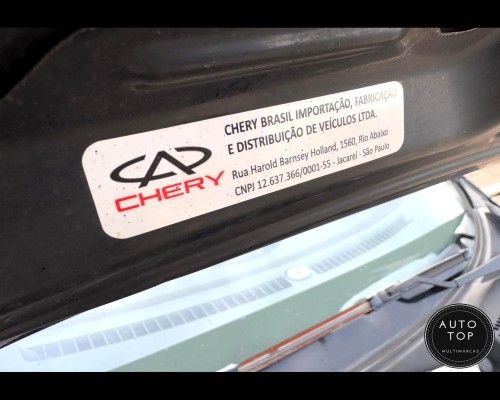 CHERY BRASIL IMPORTAÇÃO, FABRICAÇÃO
E DISTRIBUIÇÃO DE VEÍCULOS LTDA.
CHERY
Rua Harold Barnsey Holland, 1560, Rio Abaixo
CNPJ 12.637.366/0001-55 - Jacareí - São Paulo
AUTO
TOP
MULTIMARCAS